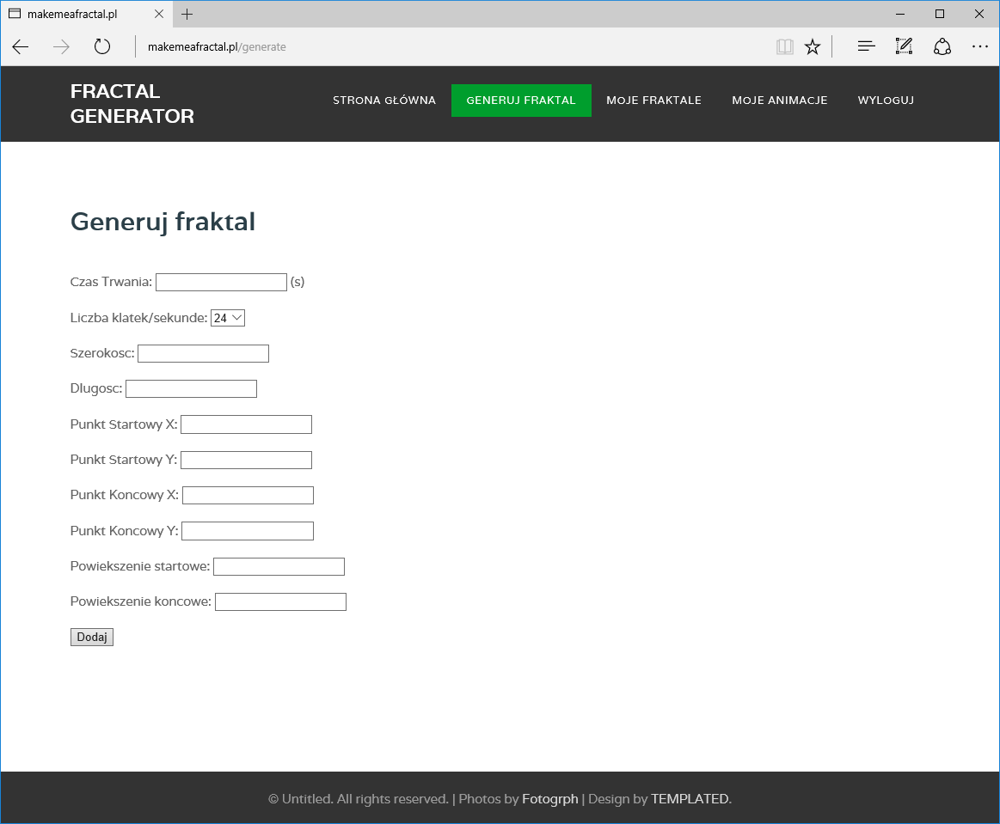 makemeafractal.pl
makemeafractal.pl/generate
FRACTAL
GENERATOR
STRONA GŁÓWNA GENERUJ FRAKTAL MOJE FRAKTALE MOJE ANIMACJE WYLOGUJ
Generuj fraktal
Czas Trwania: (s)
Liczba klatek/sekunde: 24
Szerokosc:
Dlugosc:
Punkt Startowy X:
Punkt Startowy Y:
Punkt Koncowy X:
Punkt Koncowy Y:
Powiekszenie startowe:
Powiekszenie koncowe:
Dodaj
© Untitled. All rights reserved. | Photos by Fotogrph | Design by TEMPLATED.